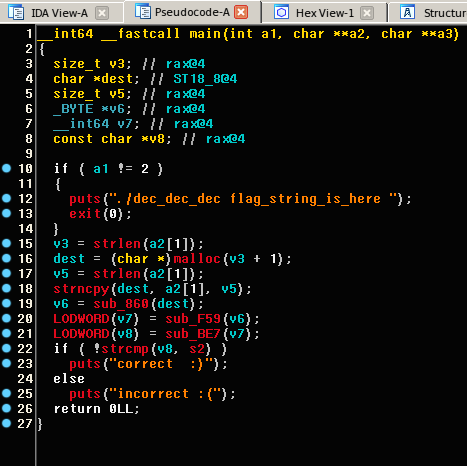 IDA View-A Pseudocode-A Hex View-1 Structur
1 __int64 __fastcall main(int a1, char **a2, char **a3)
2 {
3 size_t v3; // rax@4
4 char *dest; // ST18_8@4
5 size_t v5; // rax@4
6 _BYTE *v6; // rax@4
7 __int64 v7; // rax@4
8 const char *v8; // rax@4
9
10 if ( a1 != 2 )
11 {
12 puts("./dec_dec_dec flag_string_is_here ");
13 exit(0);
14 }
15 v3 = strlen(a2[1]);
16 dest = (char *)malloc(v3 + 1);
17 v5 = strlen(a2[1]);
18 strncpy(dest, a2[1], v5);
19 v6 = sub_860(dest);
20 LODWORD(v7) = sub_F59(v6);
21 LODWORD(v8) = sub_BE7(v7);
22 if ( !strcmp(v8, s2) )
23 puts("correct  :)");
24 else
25 puts("incorrect :(");
26 return 0LL;
27 }